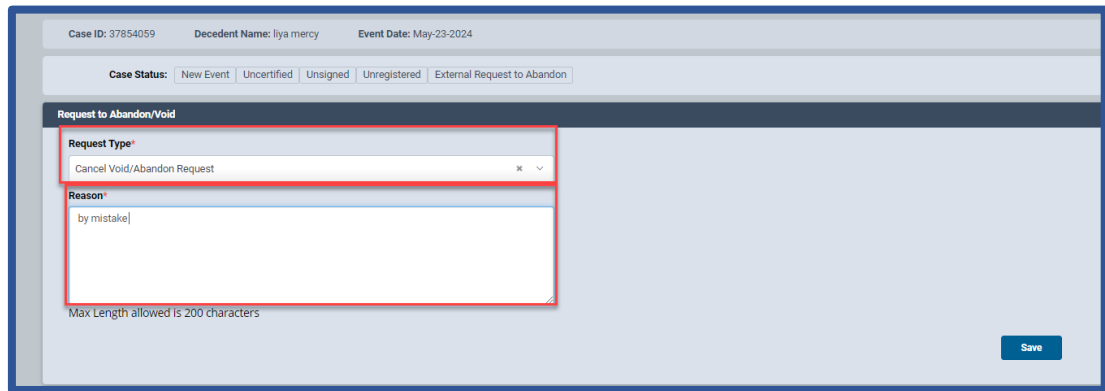 Case ID: 37854059 Decedent Name: liya mercy Event Date: May-23-2024
Case Status: New Event Uncertified Unsigned Unregistered External Request to Abandon
Request to Abandon/Void
Request Type*
Cancel Void/Abandon Request
Reason*
by mistake
Max Length allowed is 200 characters
Save